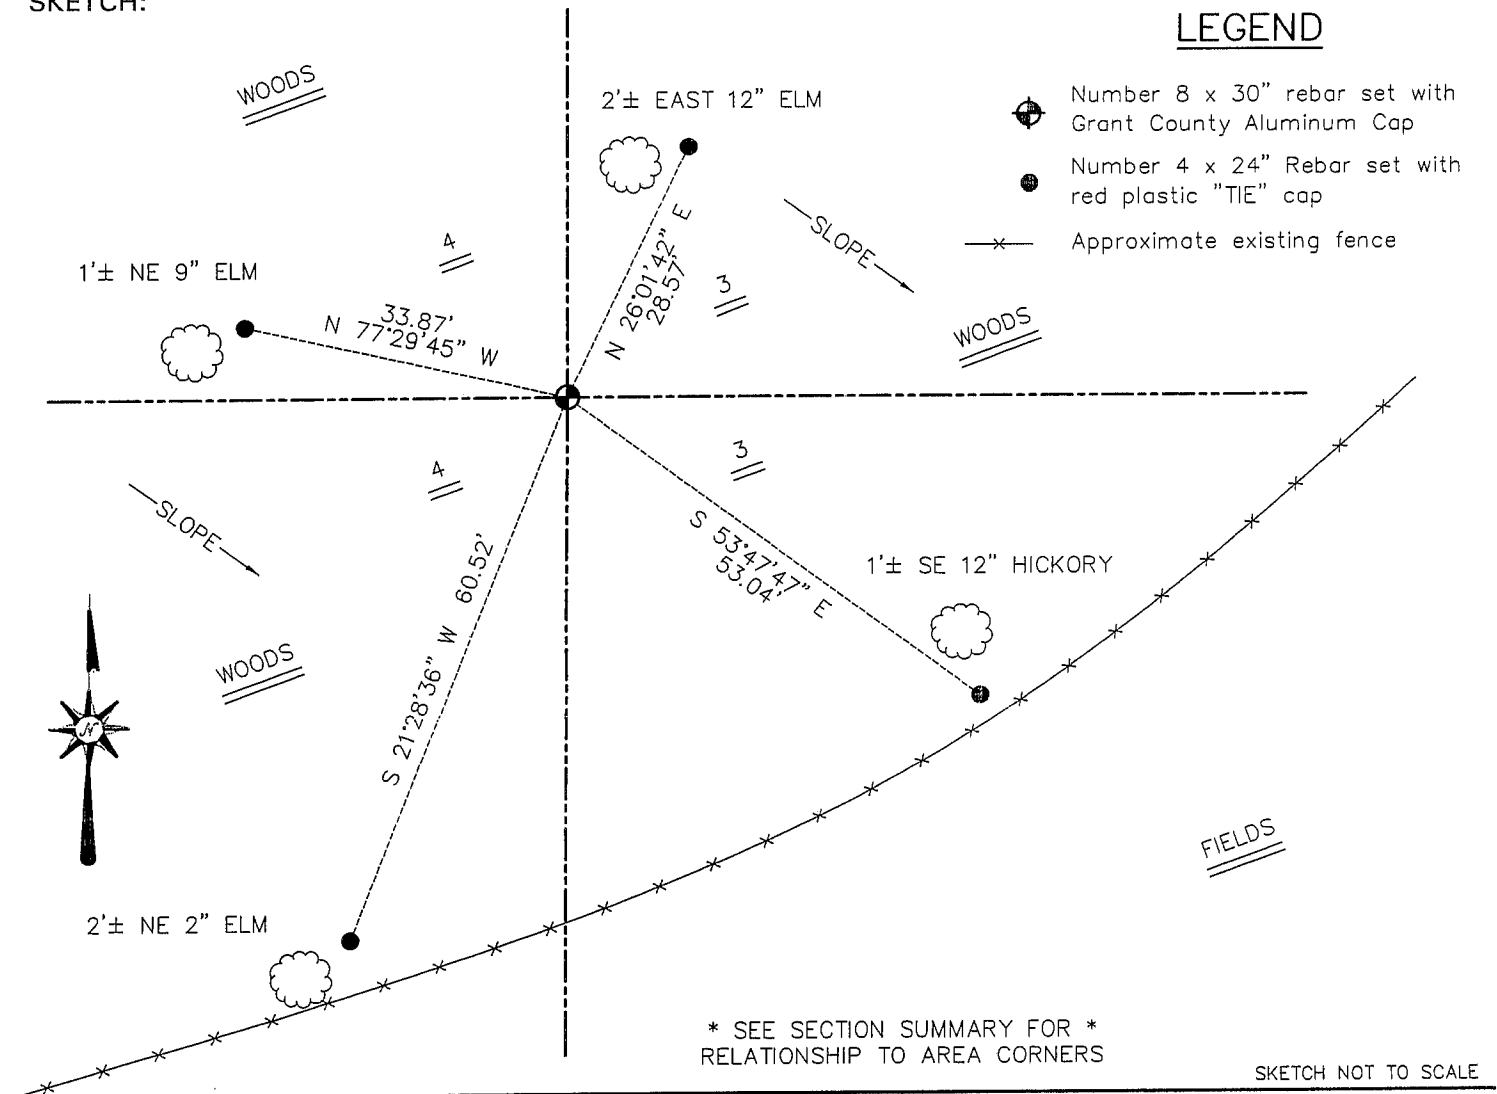 SKETCH:
LEGEND
Number 8 x 30" rebar set with
Grant County Aluminum Cap
Number 4 x 24" Rebar set with
red plastic "TIE" cap
Approximate existing fence
WOODS
2'± EAST 12" ELM
SLOPE
4
1'± NE 9" ELM
3
N 26°01'42" E
28.57'
33.87'
N 77°29'45" W
WOODS
3
4
SLOPE
S 53°47'47" E
53.04'
1'± SE 12" HICKORY
S 21°28'36" W 60.52'
WOODS
N
FIELDS
2'± NE 2" ELM
* SEE SECTION SUMMARY FOR *
RELATIONSHIP TO AREA CORNERS
SKETCH NOT TO SCALE